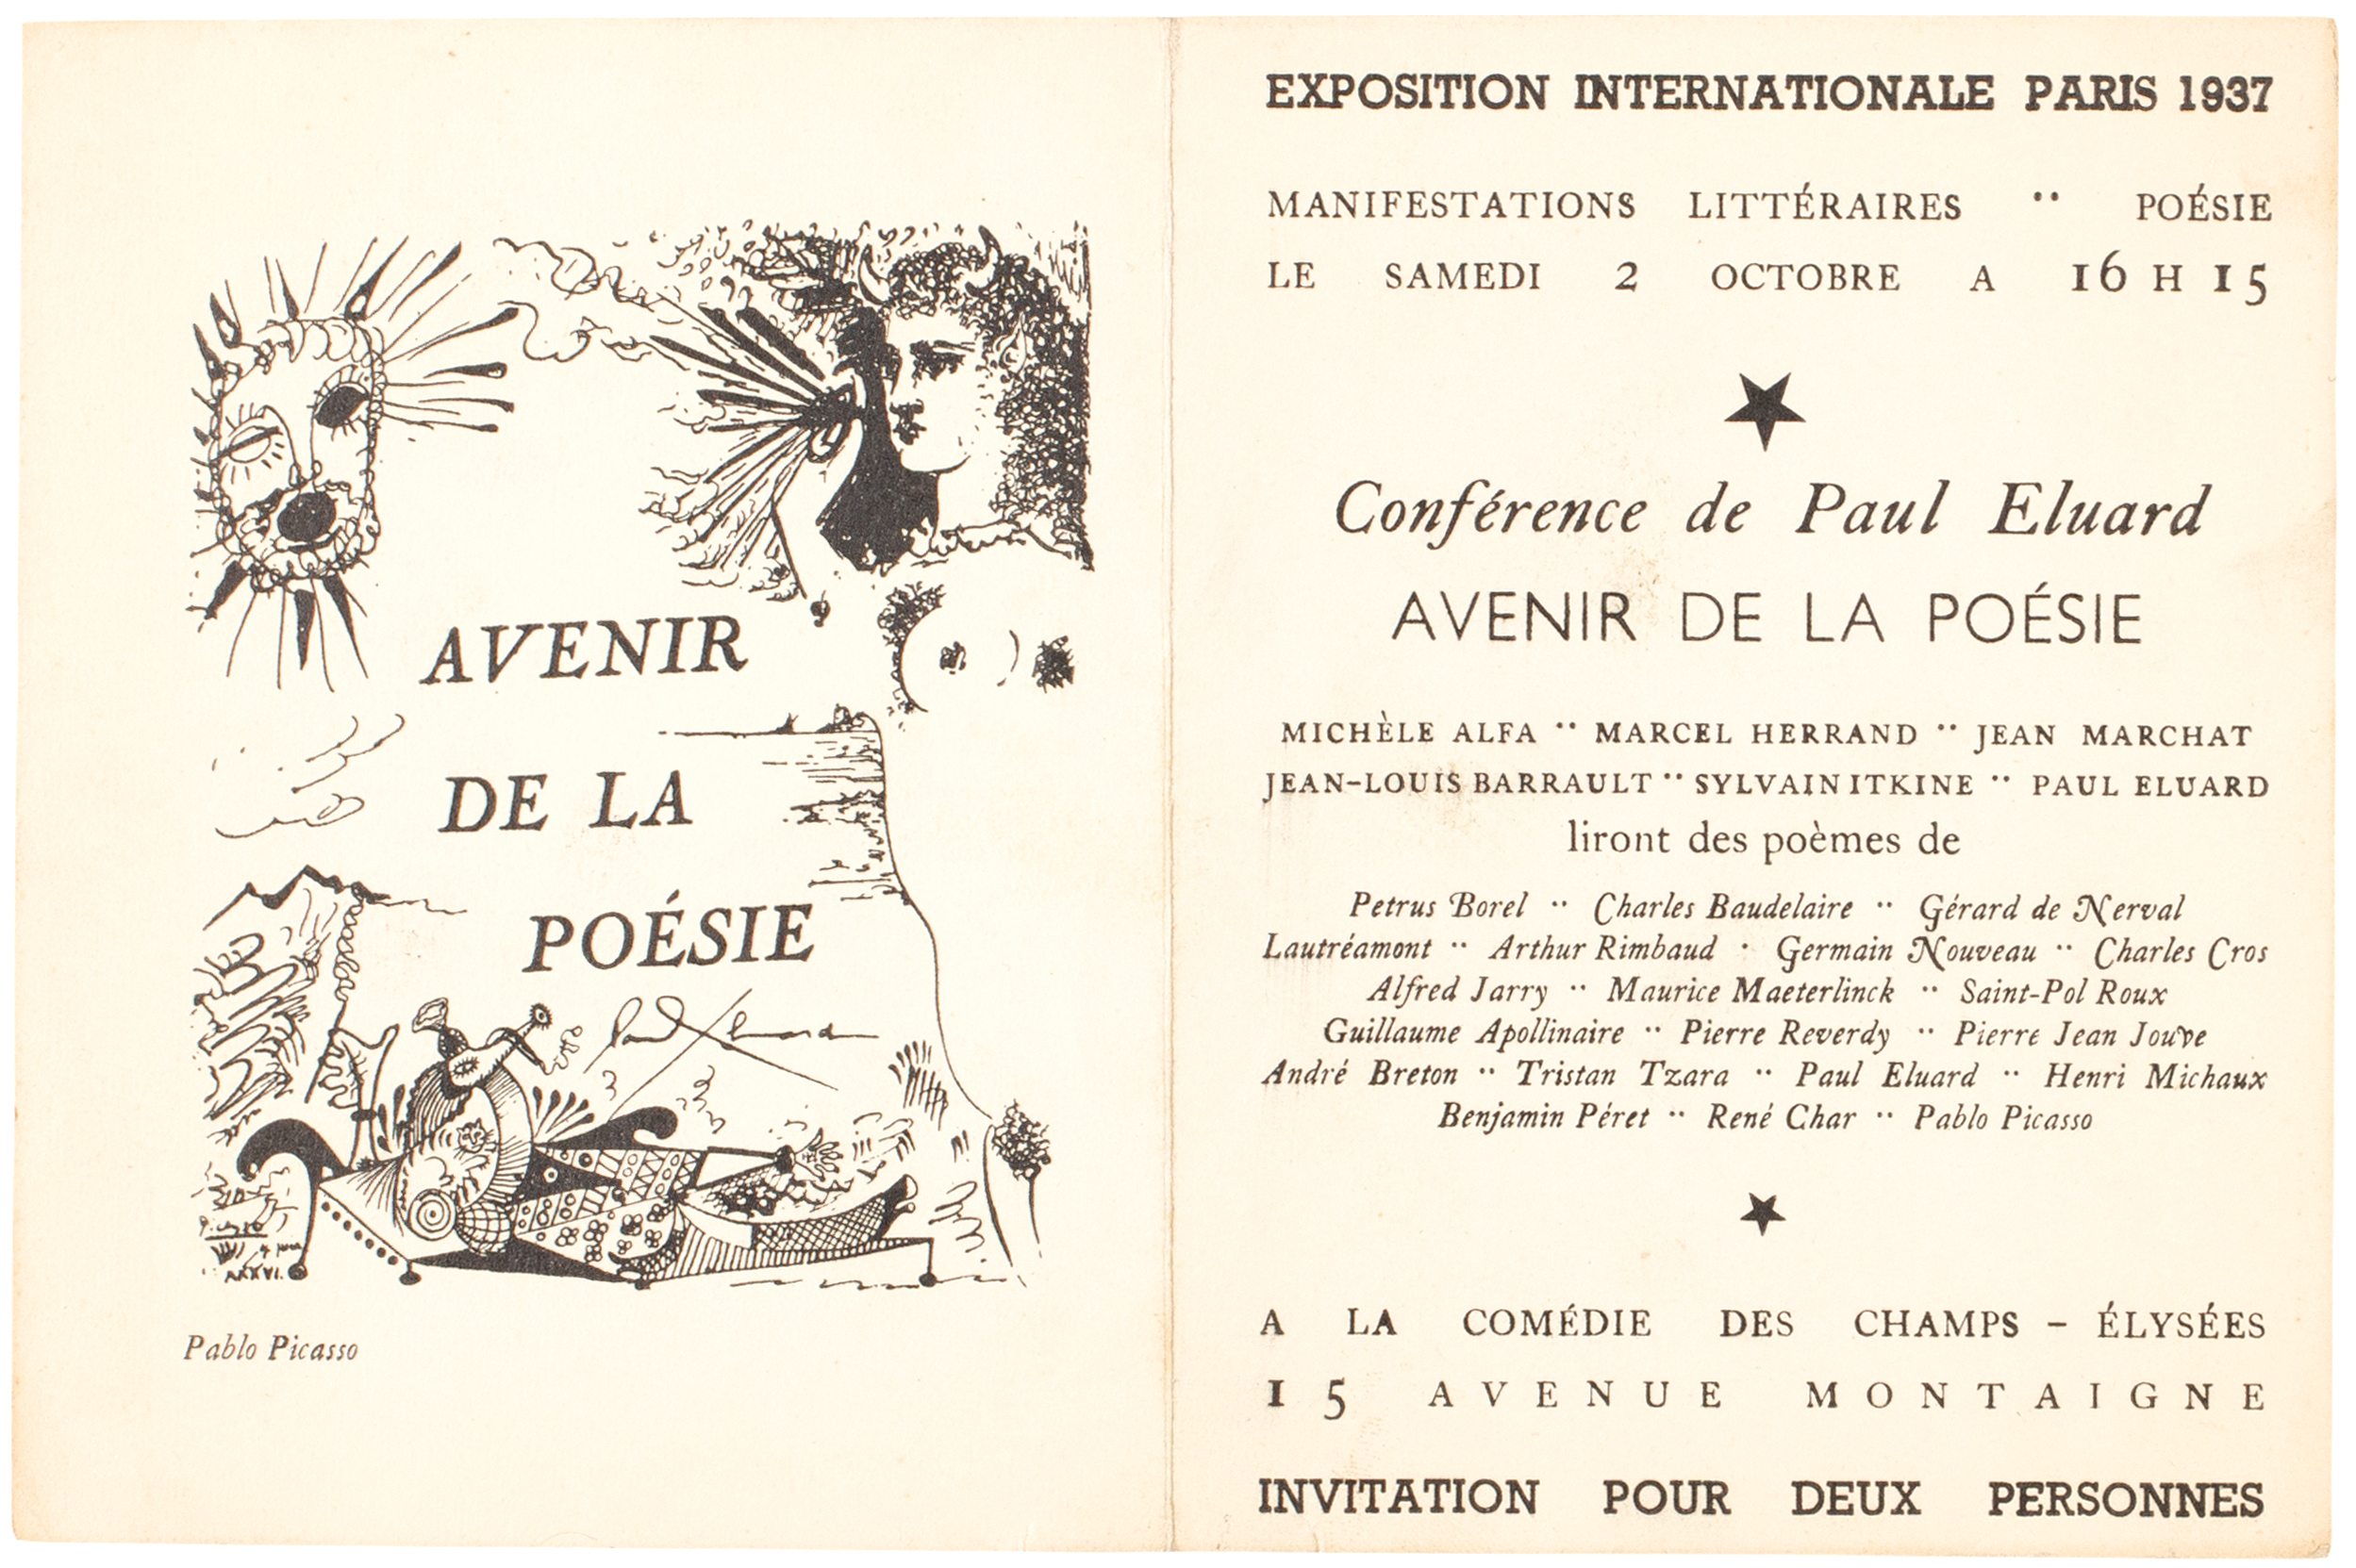 AVENIR
DE LA
POÉSIE
Paul Eluard
XXXVI.
Pablo Picasso
EXPOSITION INTERNATIONALE PARIS 1937
MANIFESTATIONS LITTÉRAIRES ·· POÉSIE
LE SAMEDI 2 OCTOBRE A 16 H 15
Conférence de Paul Eluard
AVENIR DE LA POÉSIE
MICHÈLE ALFA ·· MARCEL HERRAND ·· JEAN MARCHAT
JEAN-LOUIS BARRAULT ·· SYLVAIN ITKINE ·· PAUL ELUARD
liront des poèmes de
Petrus Borel ·· Charles Baudelaire ·· Gérard de Nerval
Lautréamont ·· Arthur Rimbaud · Germain Nouveau ·· Charles Cros
Alfred Jarry ·· Maurice Maeterlinck ·· Saint-Pol Roux
Guillaume Apollinaire ·· Pierre Reverdy ·· Pierre Jean Jouve
André Breton ·· Tristan Tzara ·· Paul Eluard ·· Henri Michaux
Benjamin Péret ·· René Char ·· Pablo Picasso
A LA COMÉDIE DES CHAMPS - ÉLYSÉES
15 AVENUE MONTAIGNE
INVITATION POUR DEUX PERSONNES